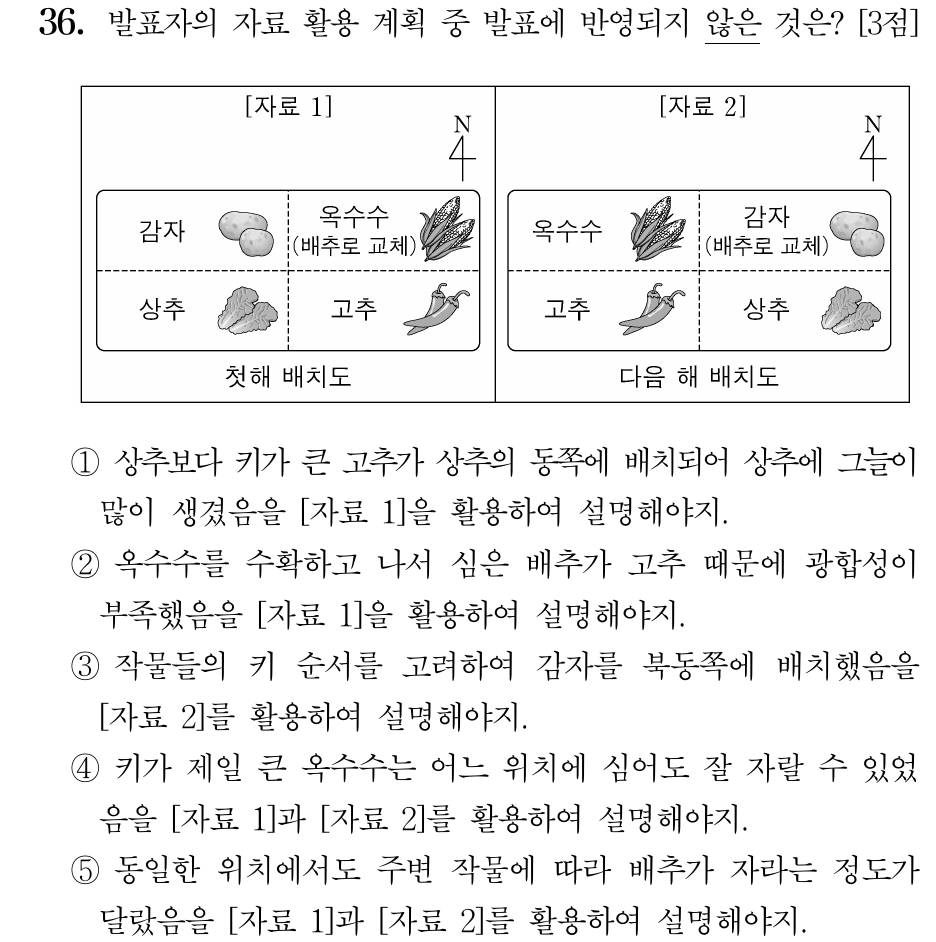 36. 발표자의 자료 활용 계획 중 발표에 반영되지 않은 것은? [3점]
[자료 1]
N
감자
옥수수
(배추로 교체)
상추
고추
첫해 배치도
[자료 2]
N
옥수수
감자
(배추로 교체)
고추
상추
다음 해 배치도
① 상추보다 키가 큰 고추가 상추의 동쪽에 배치되어 상추에 그늘이
많이 생겼음을 [자료 1]을 활용하여 설명해야지.
② 옥수수를 수확하고 나서 심은 배추가 고추 때문에 광합성이
부족했음을 [자료 1]을 활용하여 설명해야지.
③ 작물들의 키 순서를 고려하여 감자를 북동쪽에 배치했음을
[자료 2]를 활용하여 설명해야지.
④ 키가 제일 큰 옥수수는 어느 위치에 심어도 잘 자랄 수 있었
음을 [자료 1]과 [자료 2]를 활용하여 설명해야지.
⑤ 동일한 위치에서도 주변 작물에 따라 배추가 자라는 정도가
달랐음을 [자료 1]과 [자료 2]를 활용하여 설명해야지.